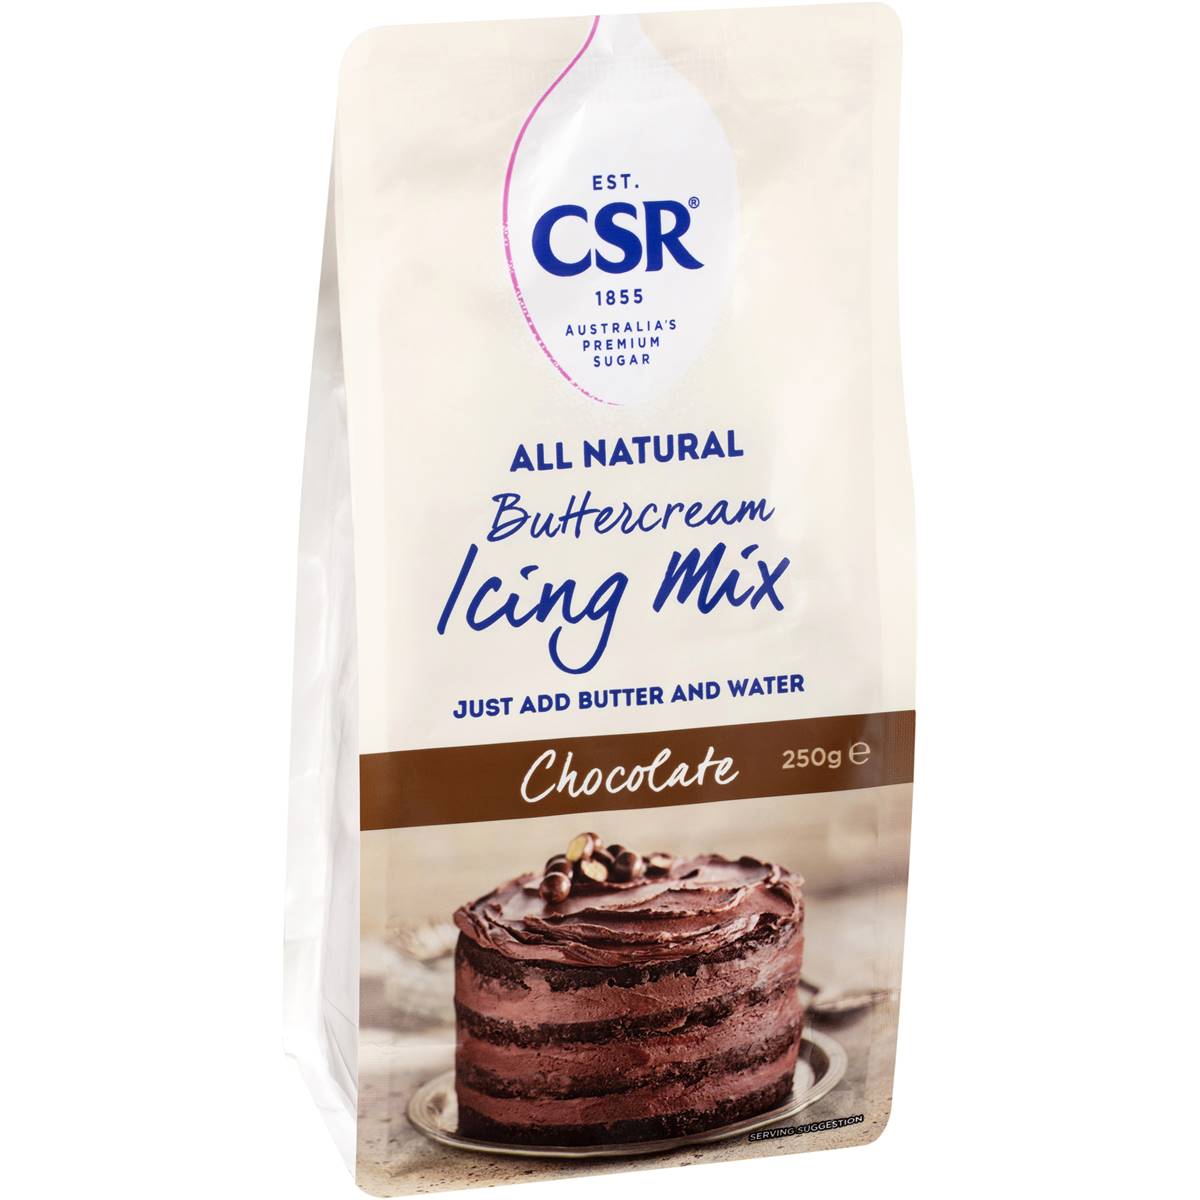 EST.
CSR®
1855
AUSTRALIA'S
PREMIUM
SUGAR
ALL NATURAL
Buttercream
Icing Mix
JUST ADD BUTTER AND WATER
Chocolate 250g ℮
SERVING SUGGESTION